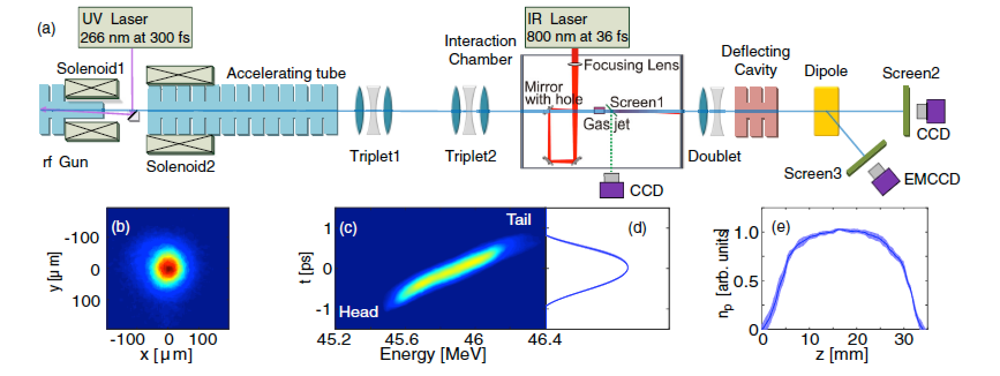 (a)
UV Laser
266 nm at 300 fs
Solenoid1
rf Gun
Solenoid2
Accelerating tube
Triplet1
Triplet2
Interaction
Chamber
IR Laser
800 nm at 36 fs
Focusing Lens
Mirror
with hole
Screen1
Gas jet
CCD
Doublet
Deflecting
Cavity
Dipole
Screen2
CCD
Screen3
EMCCD
(b)
y [μm]
-100
0
100
-100 0 100
x [μm]
(c)
Tail
Head
t [ps]
1
0
-1
45.2 45.6 46 46.4
Energy [MeV]
(d)
(e)
n_p [arb. units]
1.0
0.5
0
0 10 20 30
z [mm]